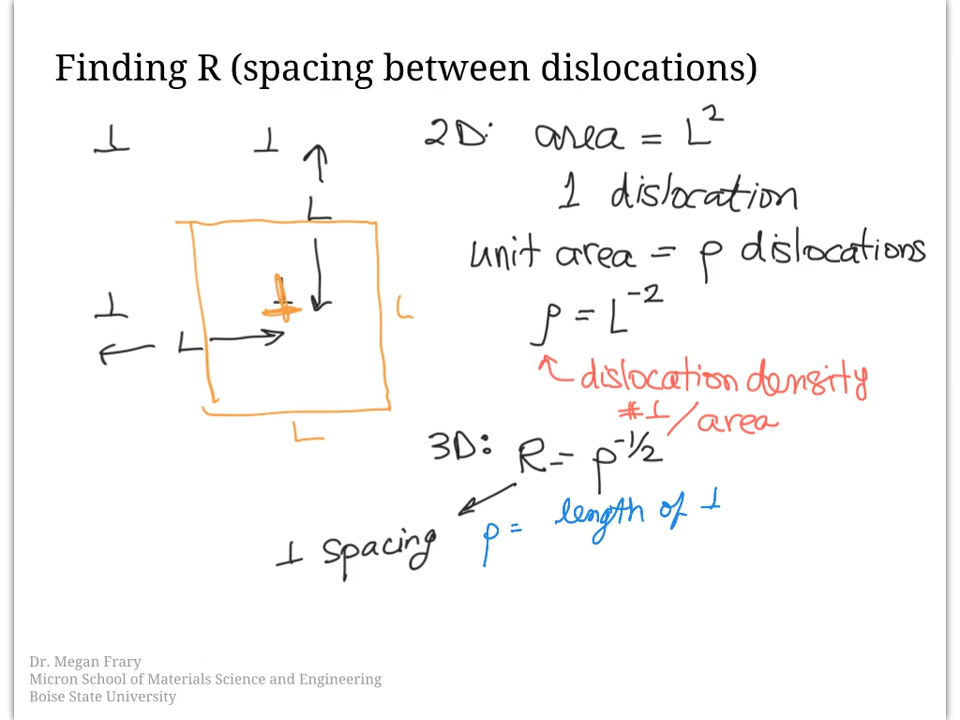 Finding R (spacing between dislocations)
⊥ ⊥
2D: area = L²
1 dislocation
L
unit area = ρ dislocations
⊥
L
L
ρ = L⁻²
dislocation density
#⊥/area
L
3D: R = ρ^-1/2
⊥ spacing
ρ = length of ⊥
Dr. Megan Frary
Micron School of Materials Science and Engineering
Boise State University